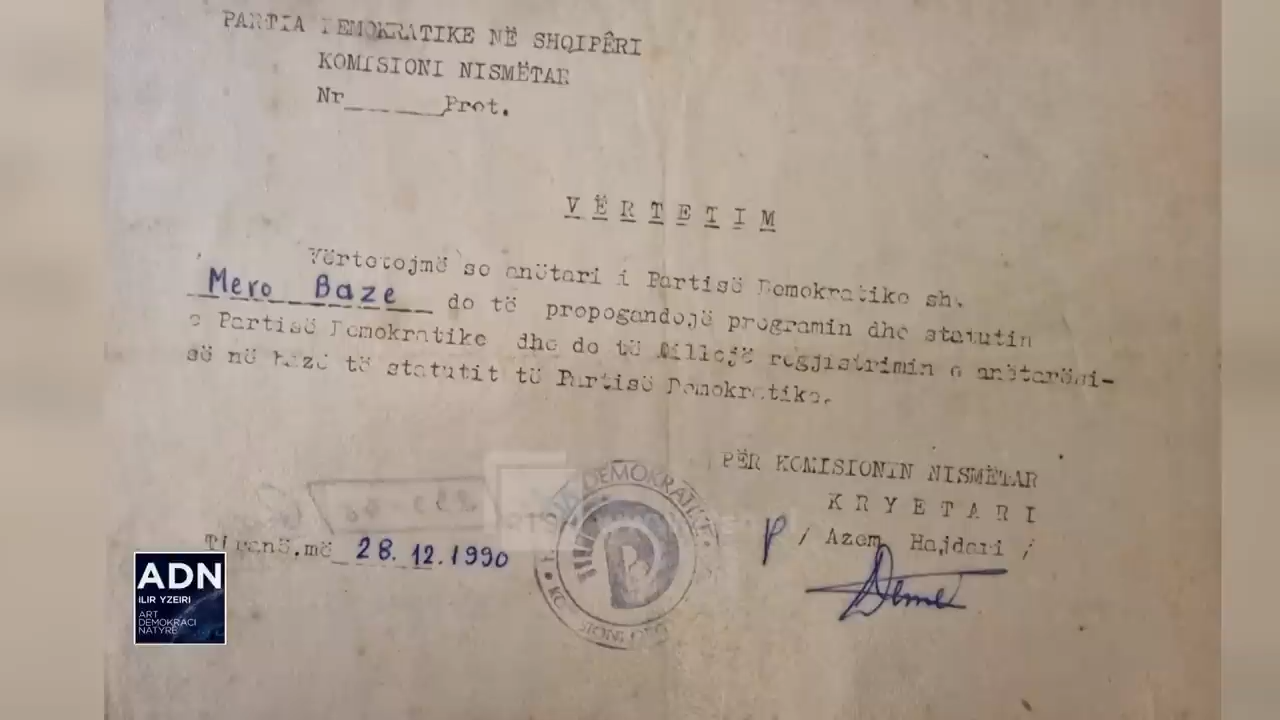 PARTIA DEMOKRATIKE NË SHQIPËRI
KOMISIONI NISMËTAR
Nr______Prot.
VËRTETIM
Vërtetojmë se anëtari i Partisë Demokratike sh.
Mero Baze do të propogandojë programin dhe statutin
e Partisë Demokratike dhe do të fillojë regjistrimin e anëtarësi-
së në bazë të statutit të Partisë Demokratike.
PËR KOMISIONIN NISMËTAR
KRYETARI
P / Azem Hajdari /
Tiranë,më 28.12.1990
DEMOKRATIKE
ADN
ILIR YZEIRI
ART
DEMOKRACI
NATYRË